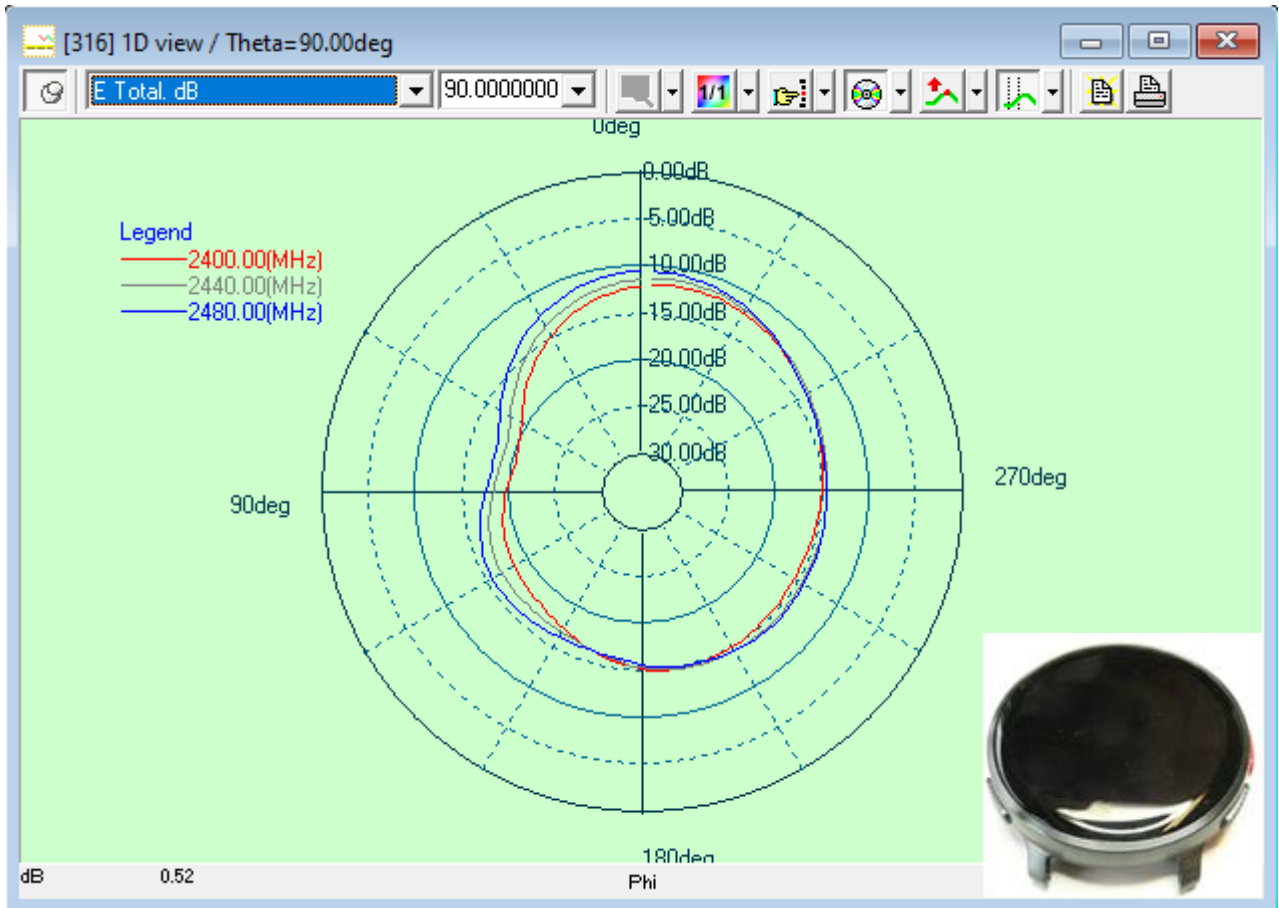 [316] 1D view / Theta=90.00deg
E Total. dB
90.0000000
1/1
0deg
0.00dB
-5.00dB
Legend
2400.00(MHz)
2440.00(MHz)
2480.00(MHz)
-10.00dB
-15.00dB
-20.00dB
-25.00dB
-30.00dB
90deg
270deg
180deg
dB
0.52
Phi